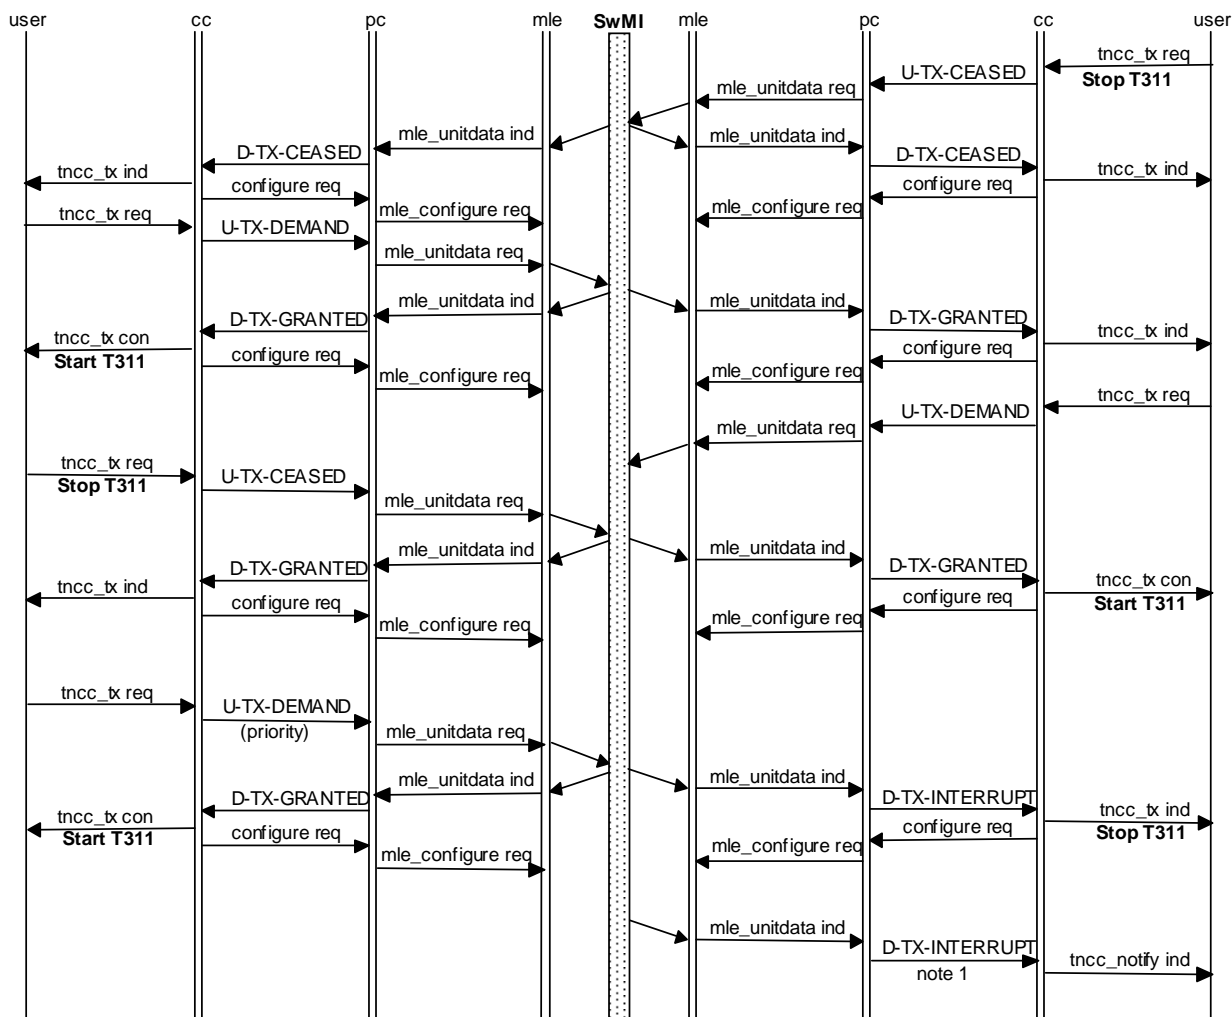 user cc pc mle SwMI mle pc cc user
tncc_tx req
U-TX-CEASED Stop T311
mle_unitdata req
mle_unitdata ind mle_unitdata ind
D-TX-CEASED D-TX-CEASED
tncc_tx ind configure req configure req tncc_tx ind
tncc_tx req mle_configure req mle_configure req
U-TX-DEMAND
mle_unitdata req
mle_unitdata ind mle_unitdata ind
D-TX-GRANTED D-TX-GRANTED
tncc_tx con tncc_tx ind
Start T311 configure req configure req
mle_configure req mle_configure req
tncc_tx req
U-TX-DEMAND
mle_unitdata req
tncc_tx req
Stop T311 U-TX-CEASED
mle_unitdata req
mle_unitdata ind mle_unitdata ind
D-TX-GRANTED D-TX-GRANTED
tncc_tx ind tncc_tx con
configure req configure req Start T311
mle_configure req mle_configure req
tncc_tx req
U-TX-DEMAND
(priority) mle_unitdata req
mle_unitdata ind mle_unitdata ind
D-TX-GRANTED D-TX-INTERRUPT
tncc_tx con tncc_tx ind
Start T311 configure req configure req Stop T311
mle_configure req mle_configure req
mle_unitdata ind
D-TX-INTERRUPT
note 1 tncc_notify ind